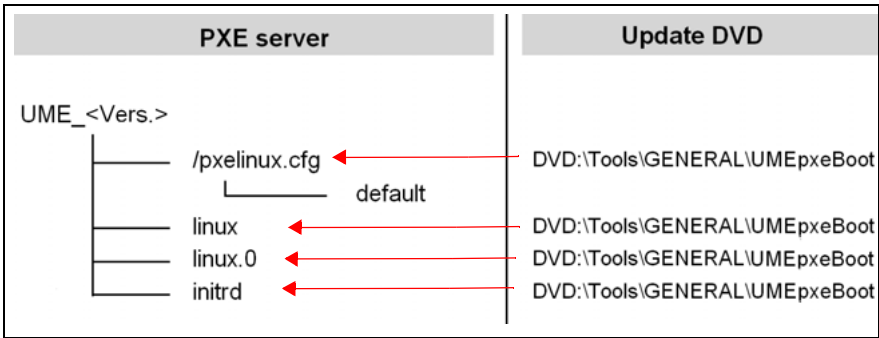 PXE server Update DVD
UME_<Vers.>
/pxelinux.cfg DVD:\Tools\GENERAL\UMEpxeBoot
default
linux DVD:\Tools\GENERAL\UMEpxeBoot
linux.0 DVD:\Tools\GENERAL\UMEpxeBoot
initrd DVD:\Tools\GENERAL\UMEpxeBoot